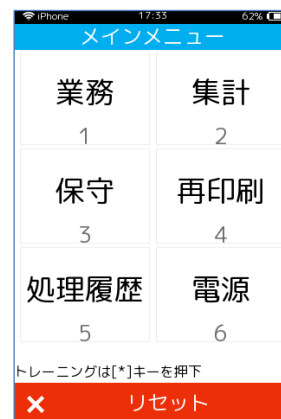 iPhone 17:33 62%
メインメニュー
業務 集計
1 2
保守 再印刷
3 4
処理履歴 電源
5 6
トレーニングは[*]キーを押下
× リセット